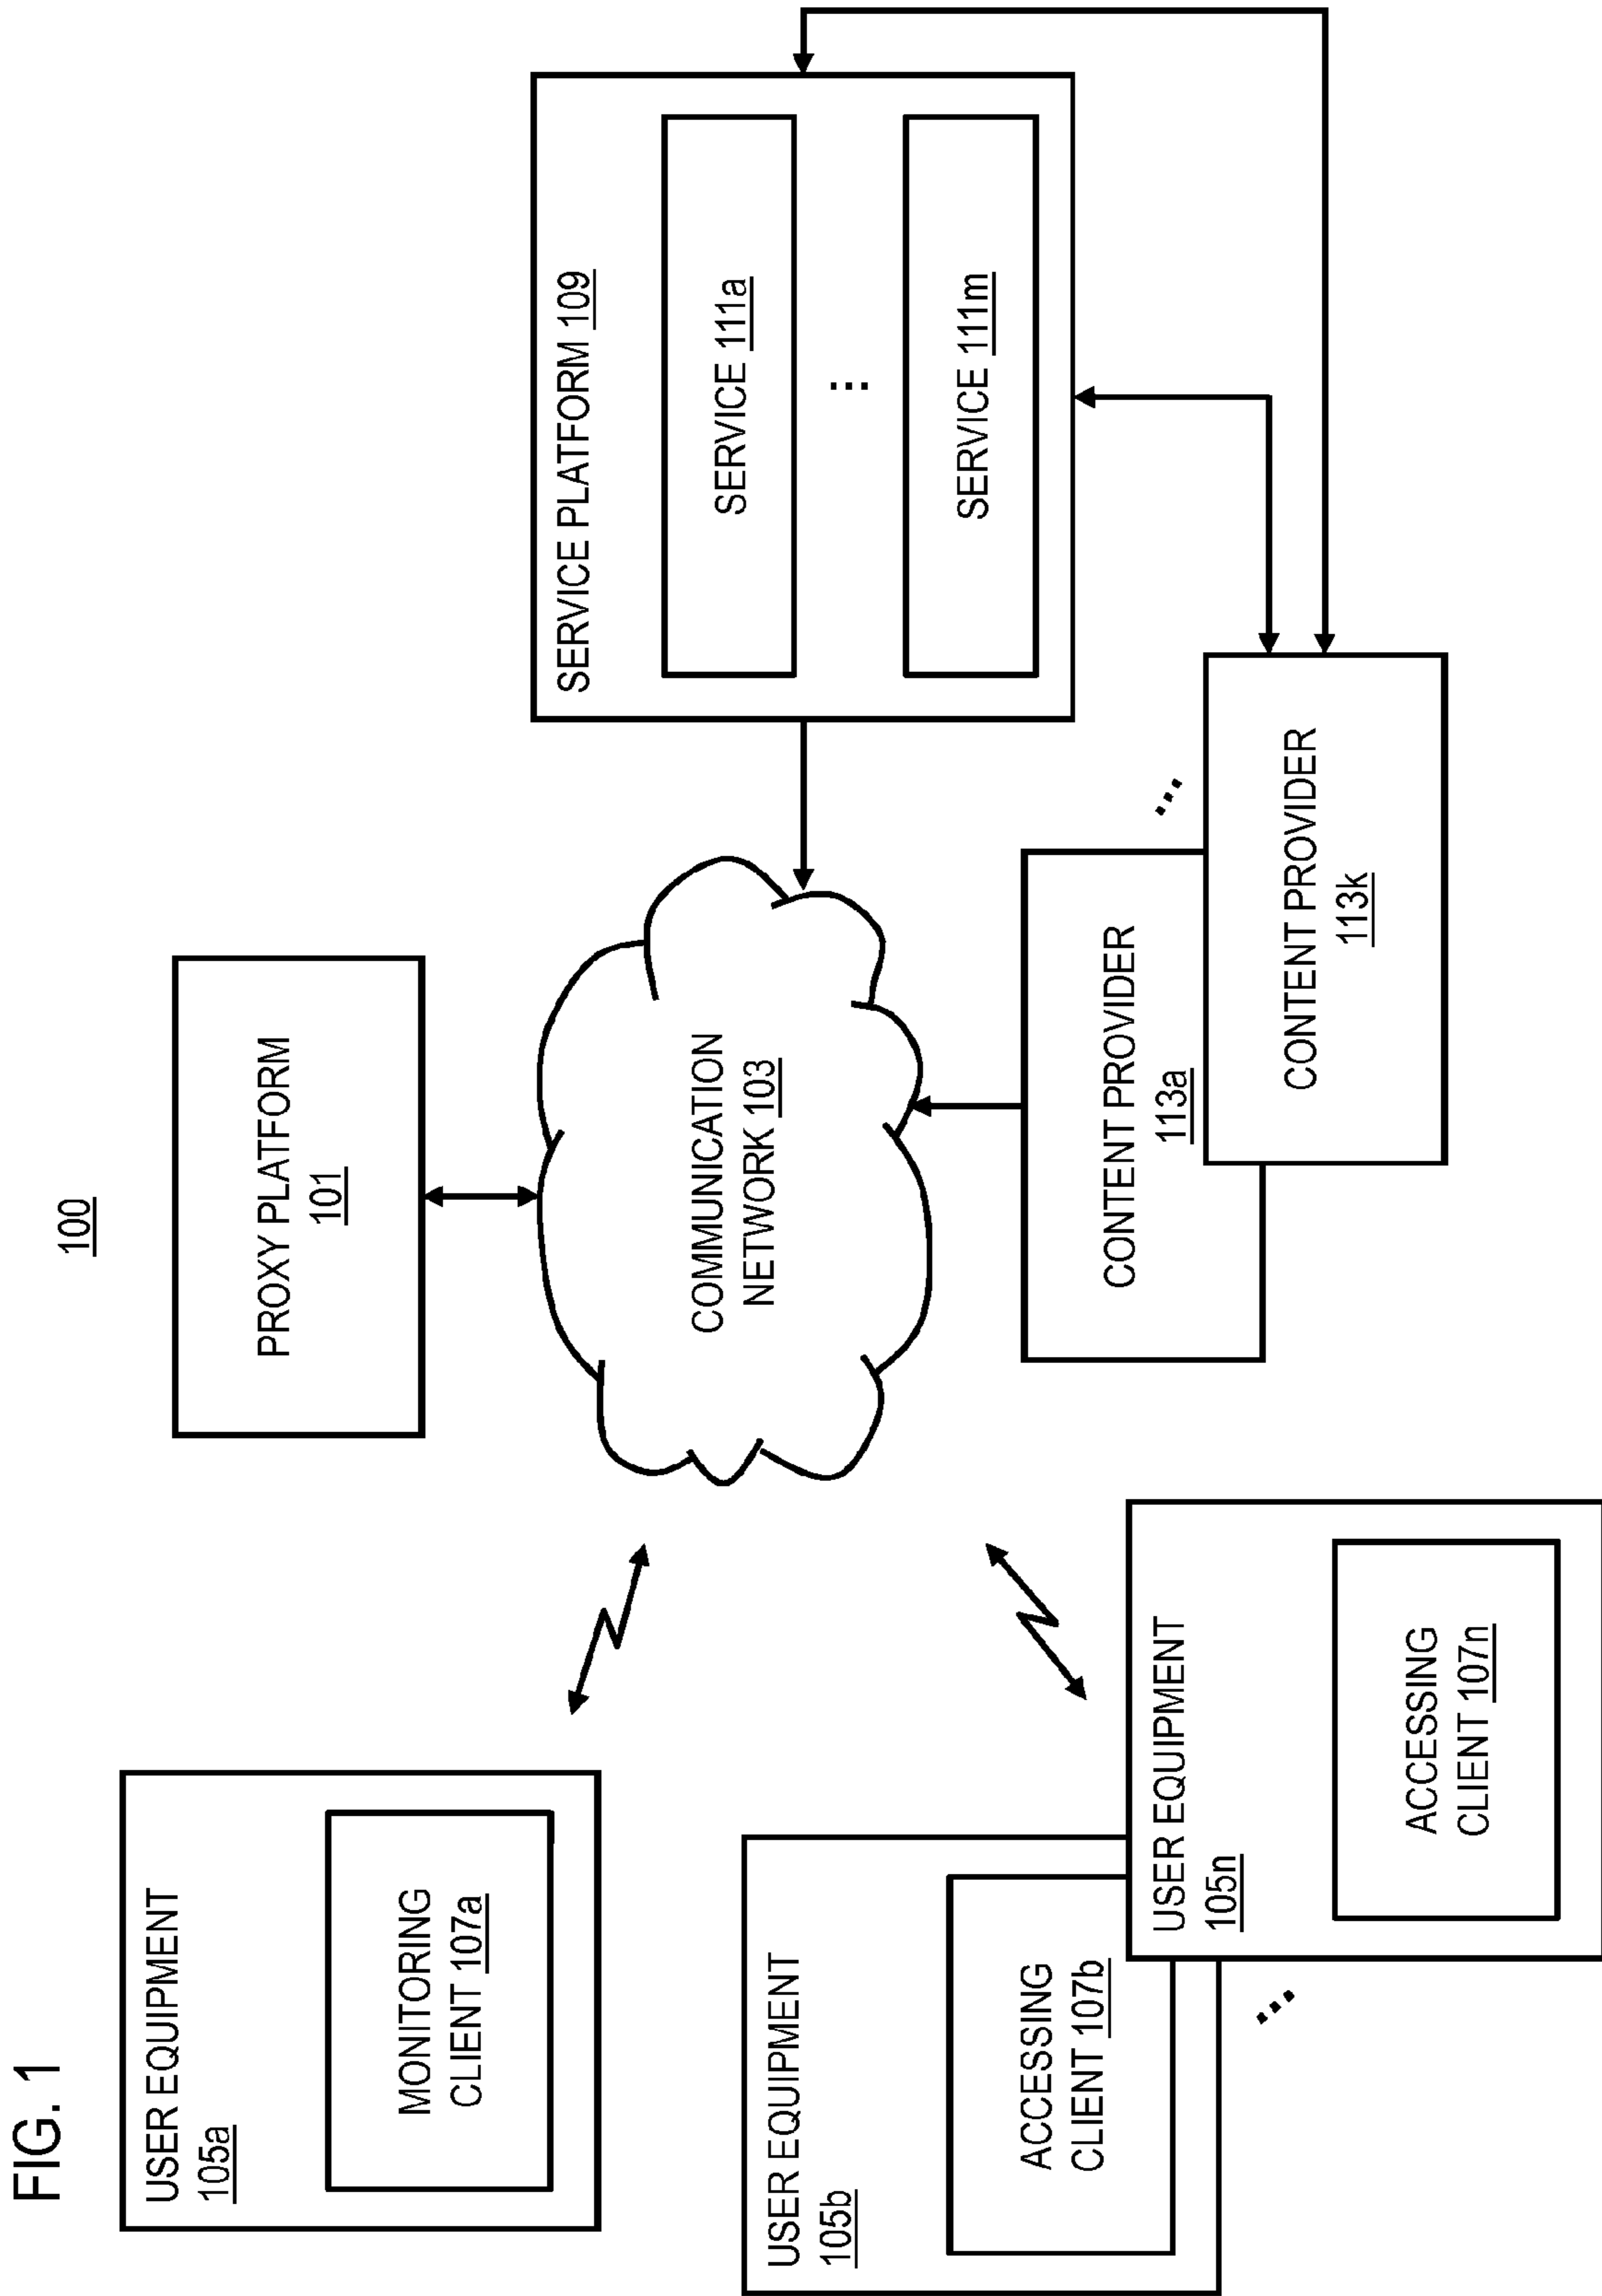 FIG. 1
100
USER EQUIPMENT
105a
MONITORING
CLIENT 107a
PROXY PLATFORM
101
COMMUNICATION
NETWORK 103
SERVICE PLATFORM 109
SERVICE 111a
...
SERVICE 111m
USER EQUIPMENT
105b
ACCESSING
CLIENT 107b
...
USER EQUIPMENT
105n
ACCESSING
CLIENT 107n
CONTENT PROVIDER
113a
...
CONTENT PROVIDER
113k